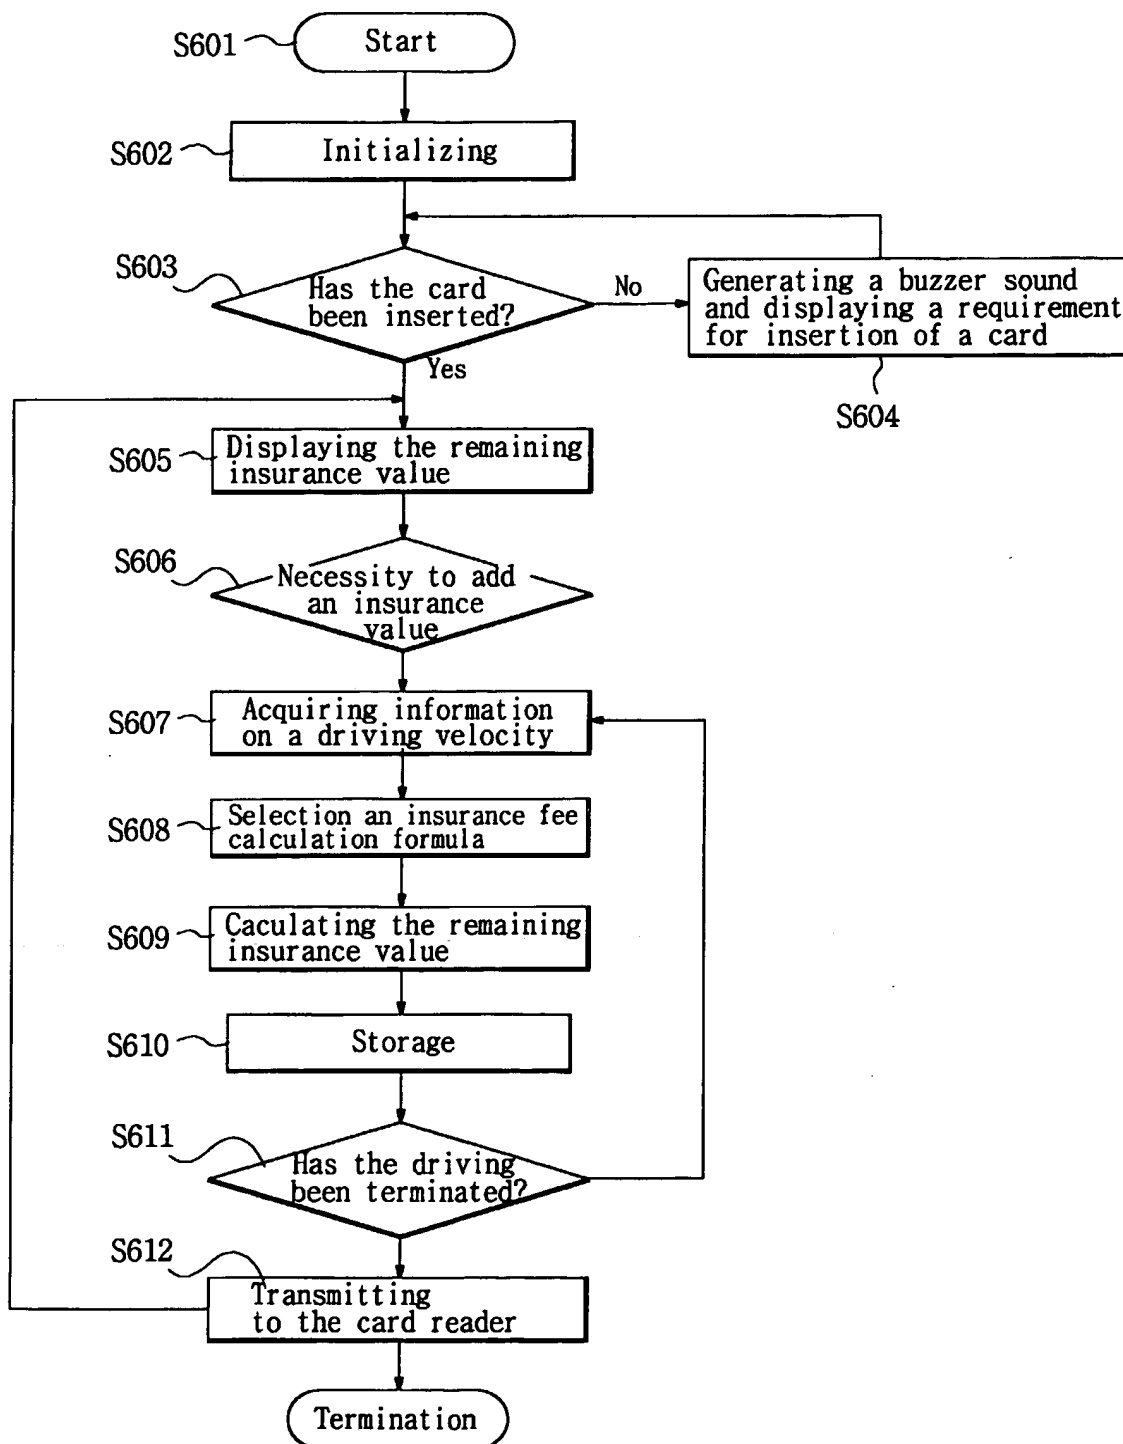 S601
Start
S602
Initializing
S603
Has the card
been inserted?
No
Generating a buzzer sound
and displaying a requirement
for insertion of a card
S604
Yes
S605
Displaying the remaining
insurance value
S606
Necessity to add
an insurance
value
S607
Acquiring information
on a driving velocity
S608
Selection an insurance fee
calculation formula
S609
Caculating the remaining
insurance value
S610
Storage
S611
Has the driving
been terminated?
S612
Transmitting
to the card reader
Termination